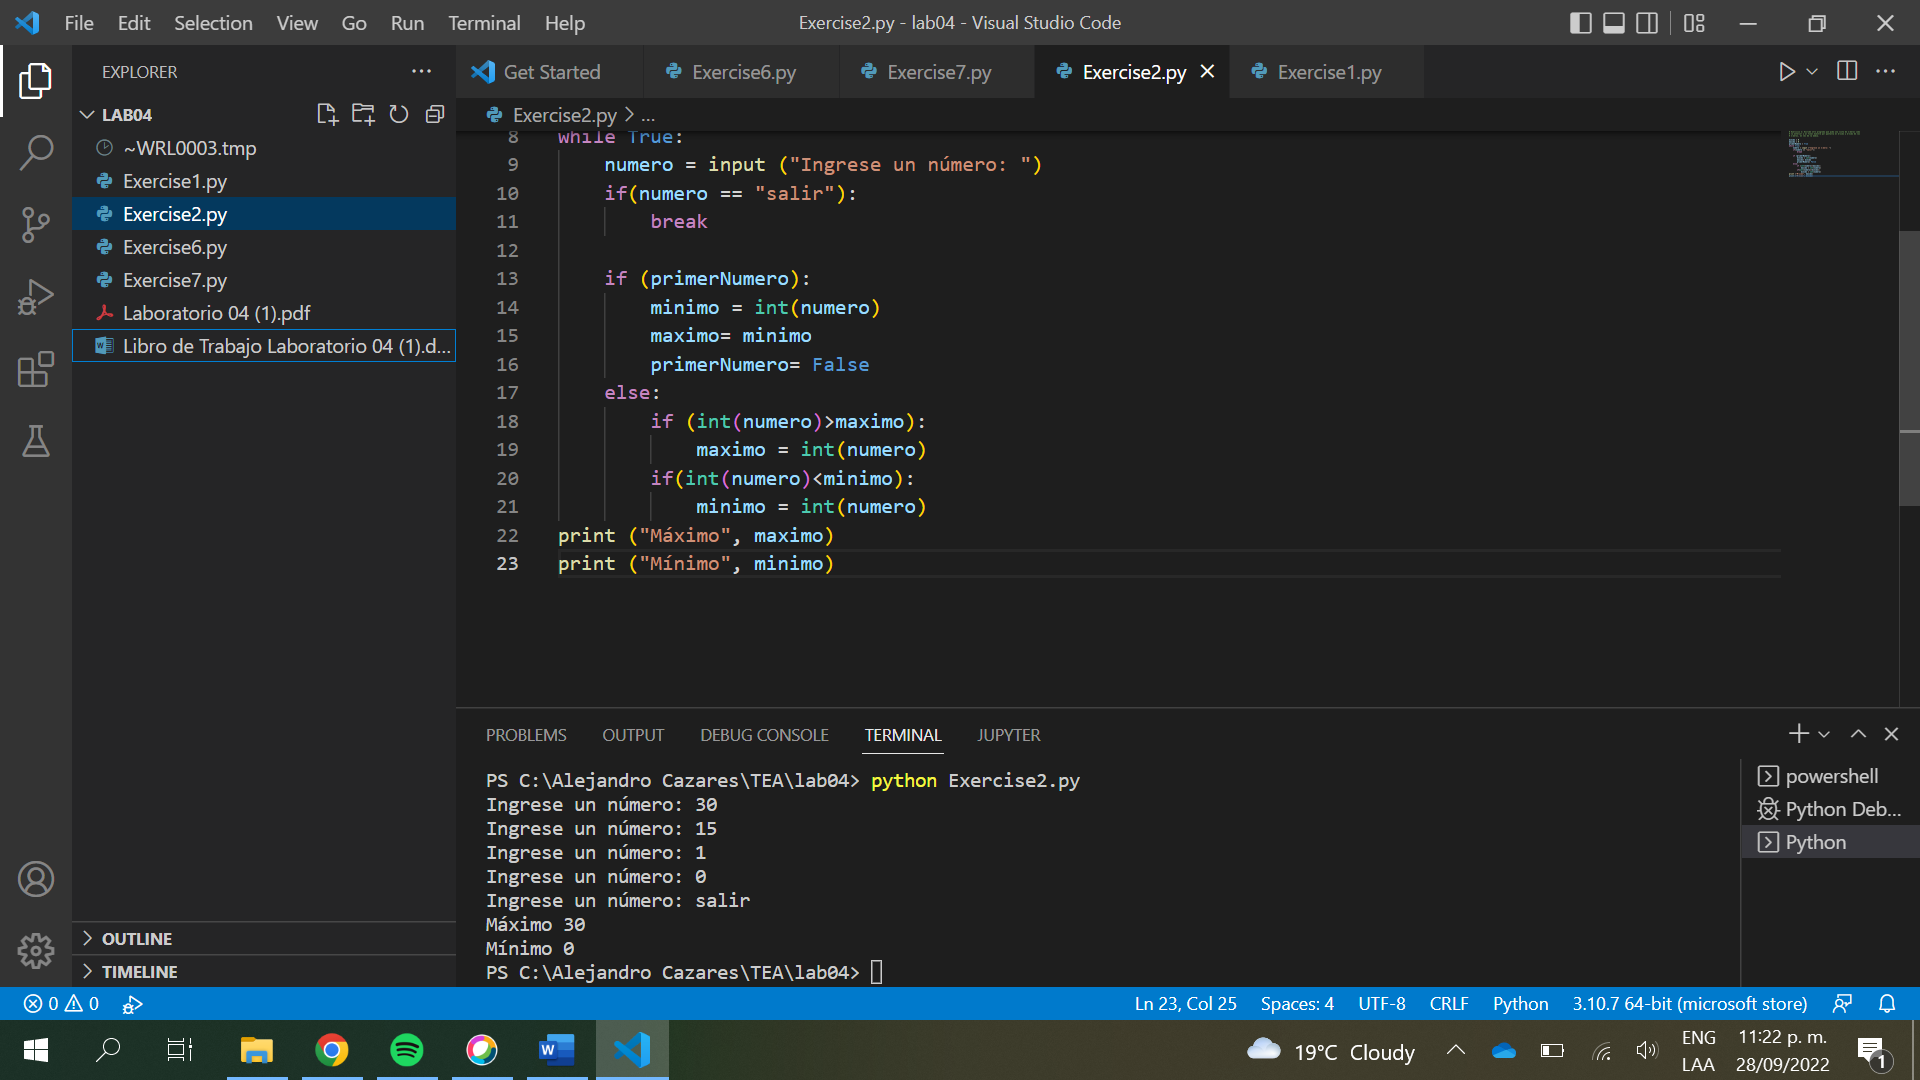 File Edit Selection View Go Run Terminal Help
Exercise2.py - lab04 - Visual Studio Code
EXPLORER
LAB04
~WRL0003.tmp
Exercise1.py
Exercise2.py
Exercise6.py
Exercise7.py
Laboratorio 04 (1).pdf
Libro de Trabajo Laboratorio 04 (1).d...
OUTLINE
TIMELINE
Get Started Exercise6.py Exercise7.py Exercise2.py Exercise1.py
Exercise2.py > ...
8 while True:
9 numero = input ("Ingrese un número: ")
10 if(numero == "salir"):
11 break
12
13 if (primerNumero):
14 minimo = int(numero)
15 maximo= minimo
16 primerNumero= False
17 else:
18 if (int(numero)>maximo):
19 maximo = int(numero)
20 if(int(numero)<minimo):
21 minimo = int(numero)
22 print ("Máximo", maximo)
23 print ("Mínimo", minimo)
PROBLEMS OUTPUT DEBUG CONSOLE TERMINAL JUPYTER
PS C:\Alejandro Cazares\TEA\lab04> python Exercise2.py
Ingrese un número: 30
Ingrese un número: 15
Ingrese un número: 1
Ingrese un número: 0
Ingrese un número: salir
Máximo 30
Mínimo 0
PS C:\Alejandro Cazares\TEA\lab04>
powershell
Python Deb...
Python
0 0
Ln 23, Col 25 Spaces: 4 UTF-8 CRLF Python 3.10.7 64-bit (microsoft store)
19°C Cloudy
ENG
LAA
11:22 p. m.
28/09/2022
1